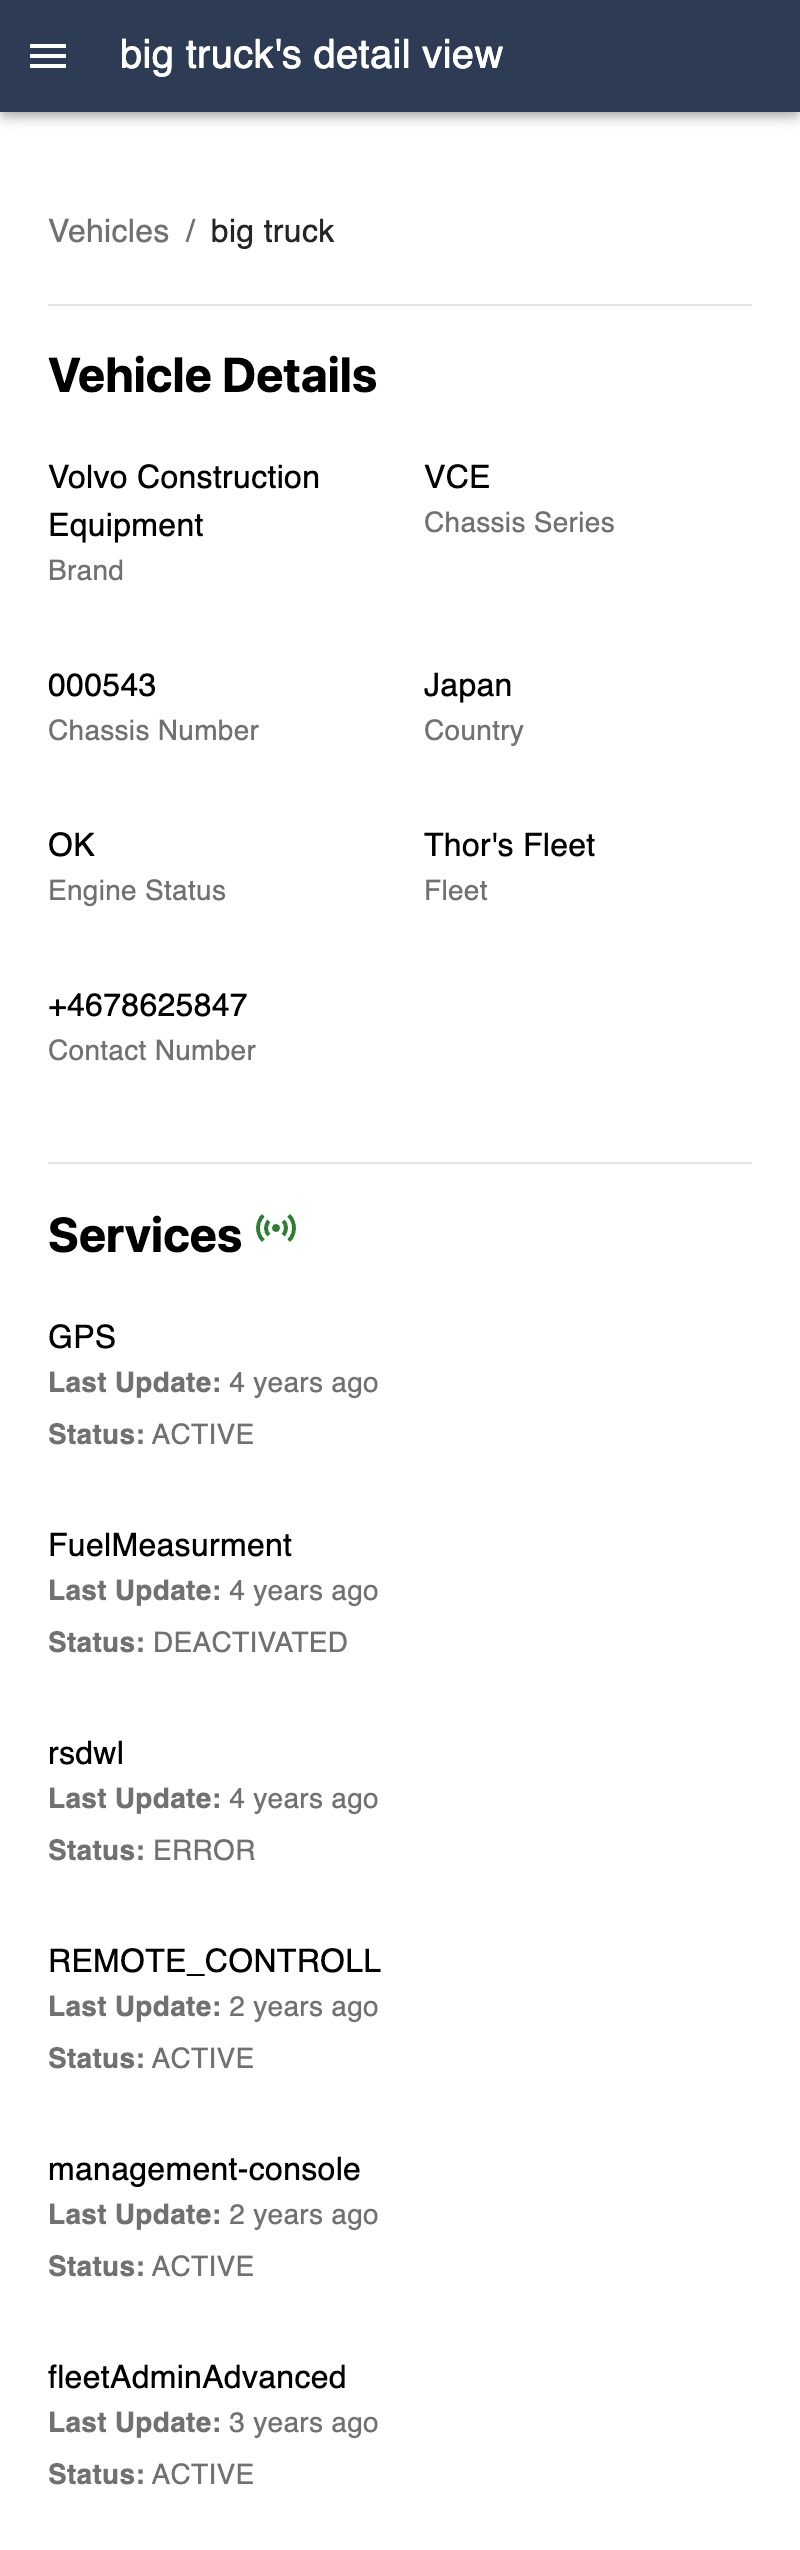 big truck's detail view
Vehicles / big truck
Vehicle Details
Volvo Construction
Equipment
Brand
VCE
Chassis Series
000543
Chassis Number
Japan
Country
OK
Engine Status
Thor's Fleet
Fleet
+4678625847
Contact Number
Services
GPS
Last Update: 4 years ago
Status: ACTIVE
FuelMeasurment
Last Update: 4 years ago
Status: DEACTIVATED
rsdwl
Last Update: 4 years ago
Status: ERROR
REMOTE_CONTROLL
Last Update: 2 years ago
Status: ACTIVE
management-console
Last Update: 2 years ago
Status: ACTIVE
fleetAdminAdvanced
Last Update: 3 years ago
Status: ACTIVE